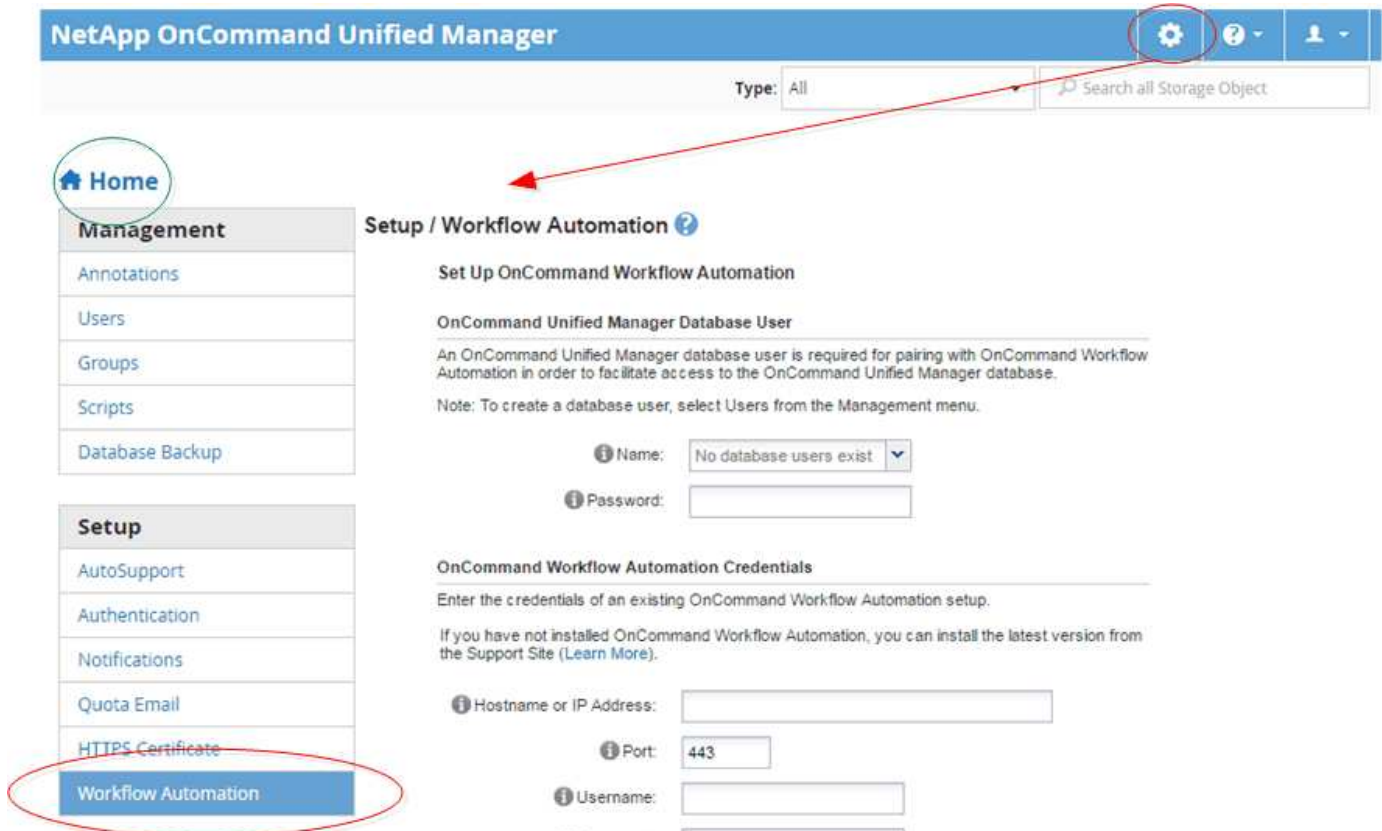 NetApp OnCommand Unified Manager
Type: All
Search all Storage Object
Home
Management
Annotations
Users
Groups
Scripts
Database Backup
Setup
AutoSupport
Authentication
Notifications
Quota Email
HTTPS Certificate
Workflow Automation
Setup / Workflow Automation
Set Up OnCommand Workflow Automation
OnCommand Unified Manager Database User
An OnCommand Unified Manager database user is required for pairing with OnCommand Workflow
Automation in order to facilitate access to the OnCommand Unified Manager database.
Note: To create a database user, select Users from the Management menu.
Name: No database users exist
Password:
OnCommand Workflow Automation Credentials
Enter the credentials of an existing OnCommand Workflow Automation setup.
If you have not installed OnCommand Workflow Automation, you can install the latest version from
the Support Site (Learn More).
Hostname or IP Address:
Port: 443
Username: